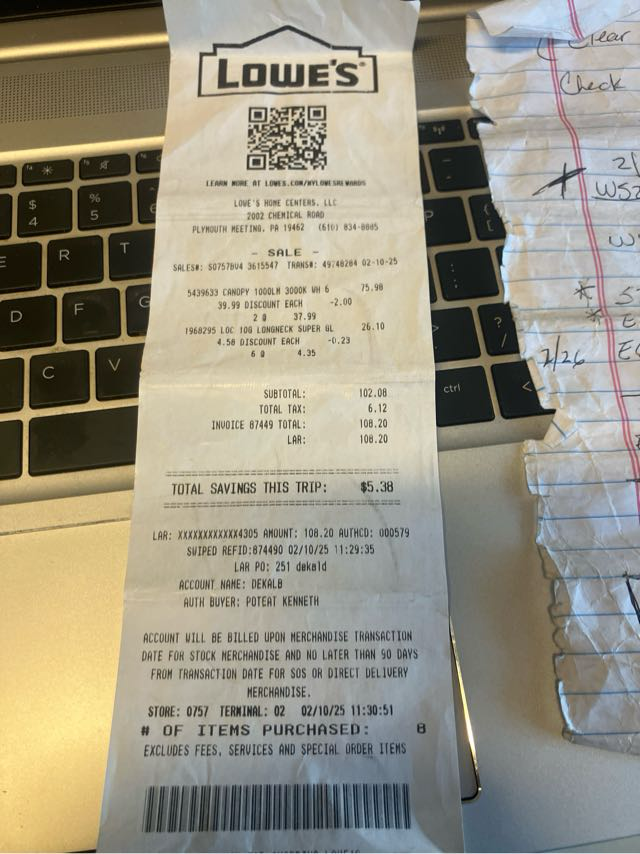 LOWE'S
LEARN MORE AT LOWES.COM/MYLOWESREWARDS
LOWE'S HOME CENTERS, LLC
2002 CHEMICAL ROAD
PLYMOUTH MEETING, PA 19462 (610) 834-8885
- SALE -
SALES#: S0757BV4 3615547 TRANS#: 49748284 02-10-25
5439633 CANOPY 1000LM 3000K WH 6 75.98
39.99 DISCOUNT EACH -2.00
2 @ 37.99
1968295 LOC 10G LONGNECK SUPER GL 26.10
4.58 DISCOUNT EACH -0.23
6 @ 4.35
SUBTOTAL: 102.08
TOTAL TAX: 6.12
INVOICE 87449 TOTAL: 108.20
LAR: 108.20
TOTAL SAVINGS THIS TRIP: $5.38
LAR: XXXXXXXXXXXX4305 AMOUNT: 108.20 AUTHCD: 000579
SWIPED REFID:874490 02/10/25 11:29:35
LAR PO: 251 dekald
ACCOUNT NAME: DEKALB
AUTH BUYER: POTEAT KENNETH
ACCOUNT WILL BE BILLED UPON MERCHANDISE TRANSACTION
DATE FOR STOCK MERCHANDISE AND NO LATER THAN 90 DAYS
FROM TRANSACTION DATE FOR SOS OR DIRECT DELIVERY
MERCHANDISE.
STORE: 0757 TERMINAL: 02 02/10/25 11:30:51
# OF ITEMS PURCHASED: 8
EXCLUDES FEES, SERVICES AND SPECIAL ORDER ITEMS
Clear
Check
2/26
$
4
%
5
R
T
D
F
G
C
V
P
ctrl